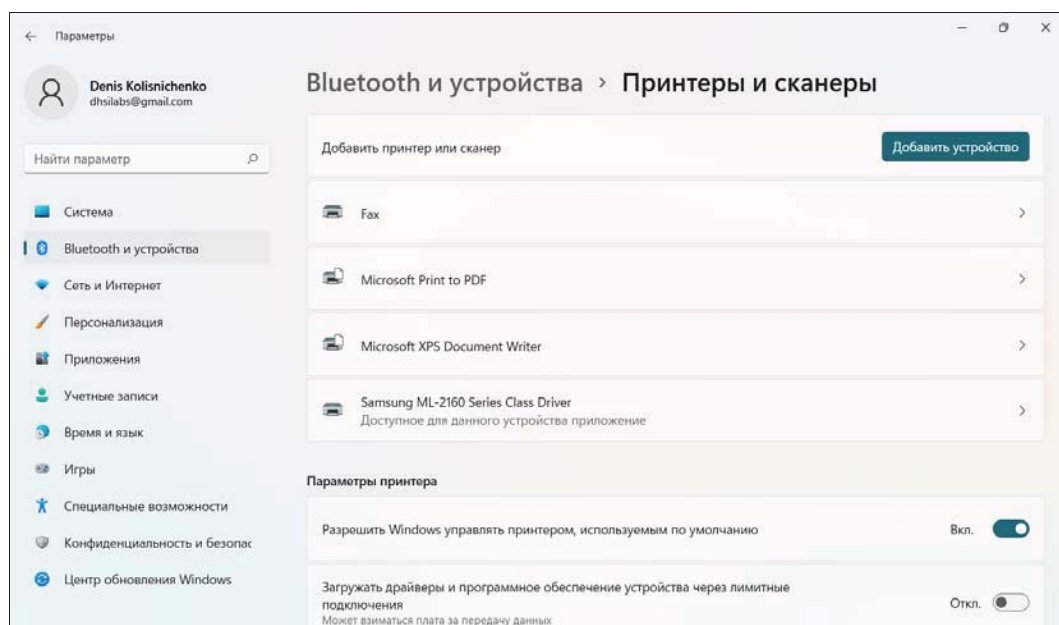 Параметры
Denis Kolisnichenko
dhsilabs@gmail.com
Найти параметр
Система
Bluetooth и устройства
Сеть и Интернет
Персонализация
Приложения
Учетные записи
Время и язык
Игры
Специальные возможности
Конфиденциальность и безопас
Центр обновления Windows
Bluetooth и устройства > Принтеры и сканеры
Добавить принтер или сканер
Добавить устройство
Fax
Microsoft Print to PDF
Microsoft XPS Document Writer
Samsung ML-2160 Series Class Driver
Доступное для данного устройства приложение
Параметры принтера
Разрешить Windows управлять принтером, используемым по умолчанию
Вкл.
Загружать драйверы и программное обеспечение устройства через лимитные
подключения
Может взиматься плата за передачу данных
Откл.